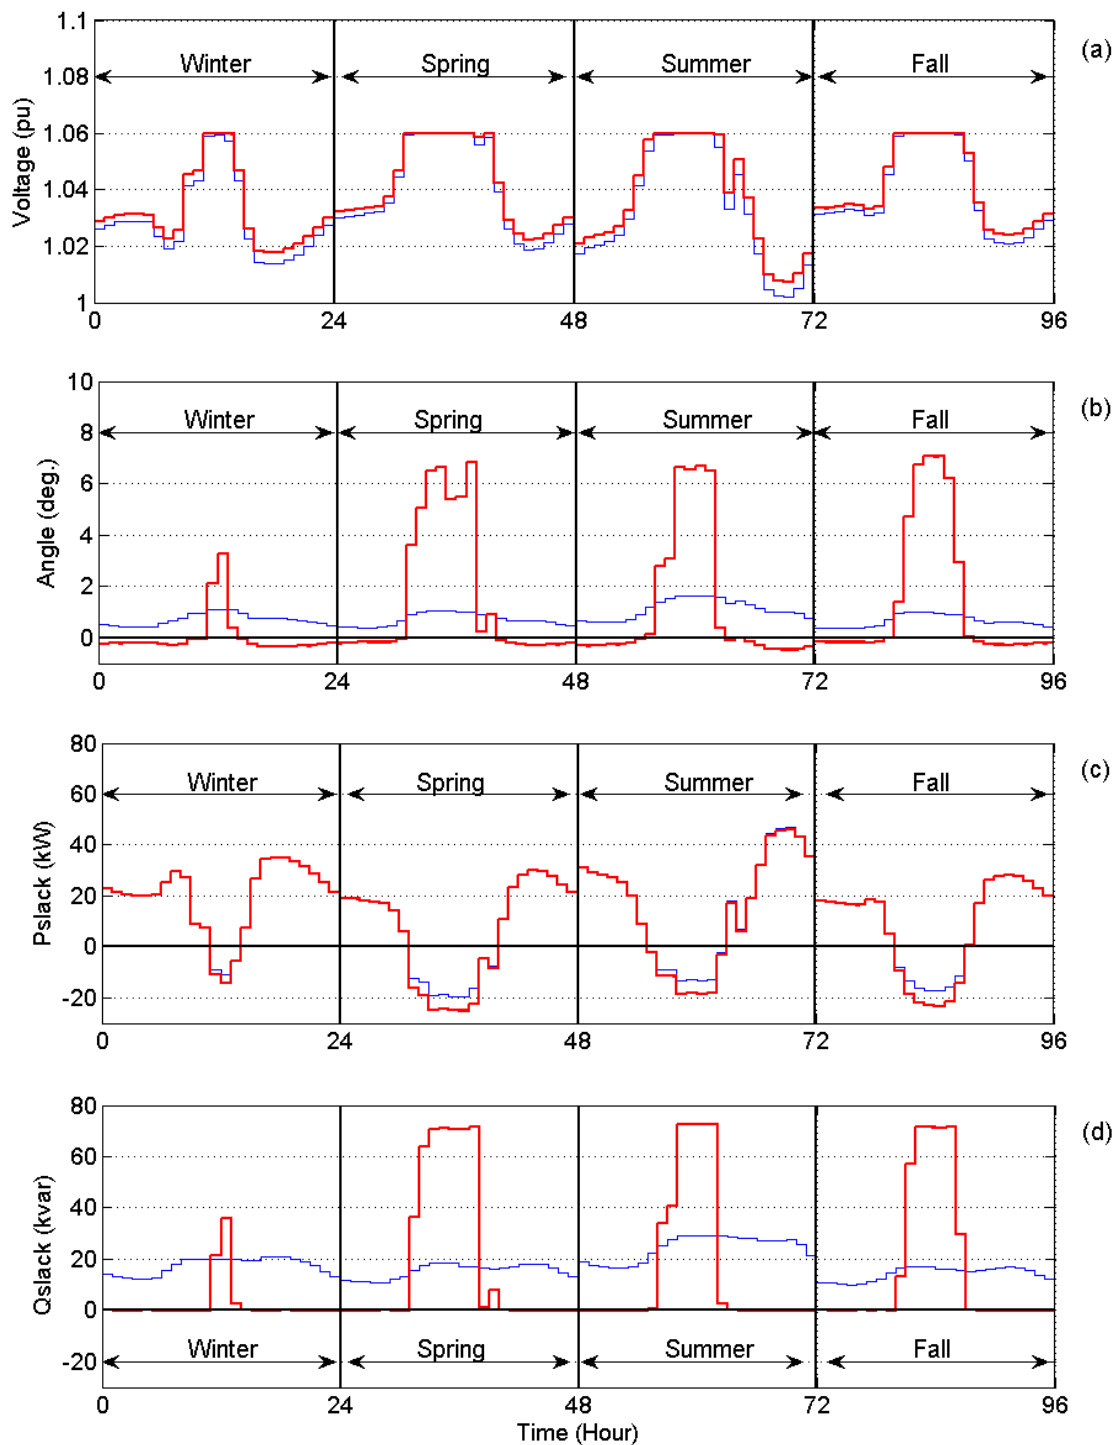 1.1
(a)
Winter Spring Summer Fall
1.08
1.06
1.04
1.02
1
Voltage (pu)
0 24 48 72 96
10
(b)
Winter Spring Summer Fall
8
6
4
2
0
Angle (deg.)
0 24 48 72 96
80
(c)
Winter Spring Summer Fall
60
40
20
0
-20
Pslack (kW)
0 24 48 72 96
80
(d)
60
40
20
0
-20
Qslack (kvar)
Winter Spring Summer Fall
0 24 48 72 96
Time (Hour)